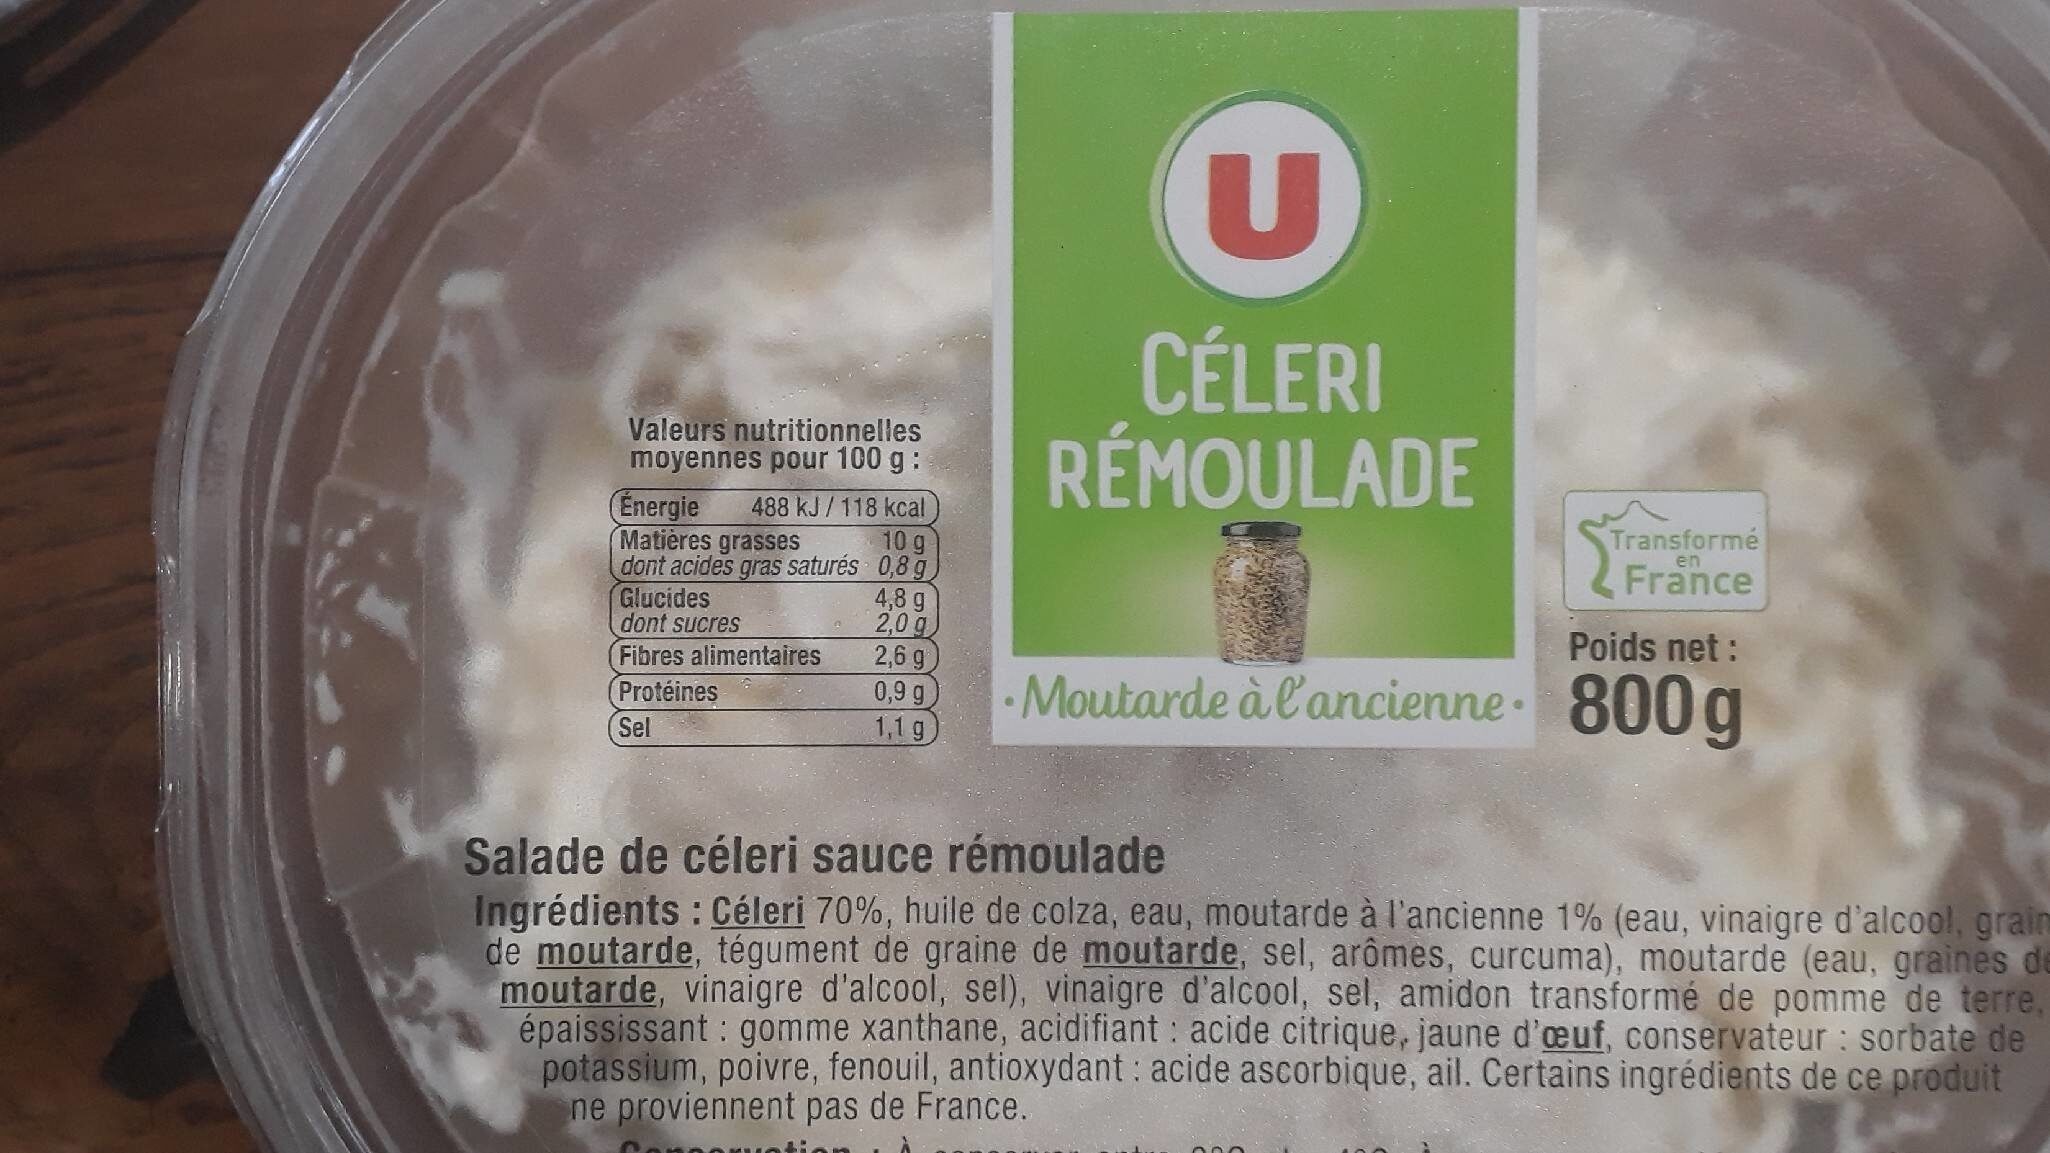 U
CÉLERI
RÉMOULADE
• Moutarde à l'ancienne •
Valeurs nutritionnelles
moyennes pour 100 g :
Énergie 488 kJ / 118 kcal
Matières grasses 10 g
dont acides gras saturés 0,8 g
Glucides 4,8 g
dont sucres 2,0 g
Fibres alimentaires 2,6 g
Protéines 0,9 g
Sel 1,1 g
Transformé
en
France
Poids net :
800 g
Salade de céleri sauce rémoulade
Ingrédients : Céleri 70%, huile de colza, eau, moutarde à l'ancienne 1% (eau, vinaigre d'alcool,
de moutarde, tégument de graine de moutarde, sel, arômes, curcuma), moutarde (eau, graines de
moutarde, vinaigre d'alcool, sel), vinaigre d'alcool, sel, amidon transformé de pomme de terre,
épaississant : gomme xanthane, acidifiant : acide citrique, jaune d'œuf, conservateur : sorbate de
potassium, poivre, fenouil, antioxydant : acide ascorbique, ail. Certains ingrédients de ce produit
ne proviennent pas de France.